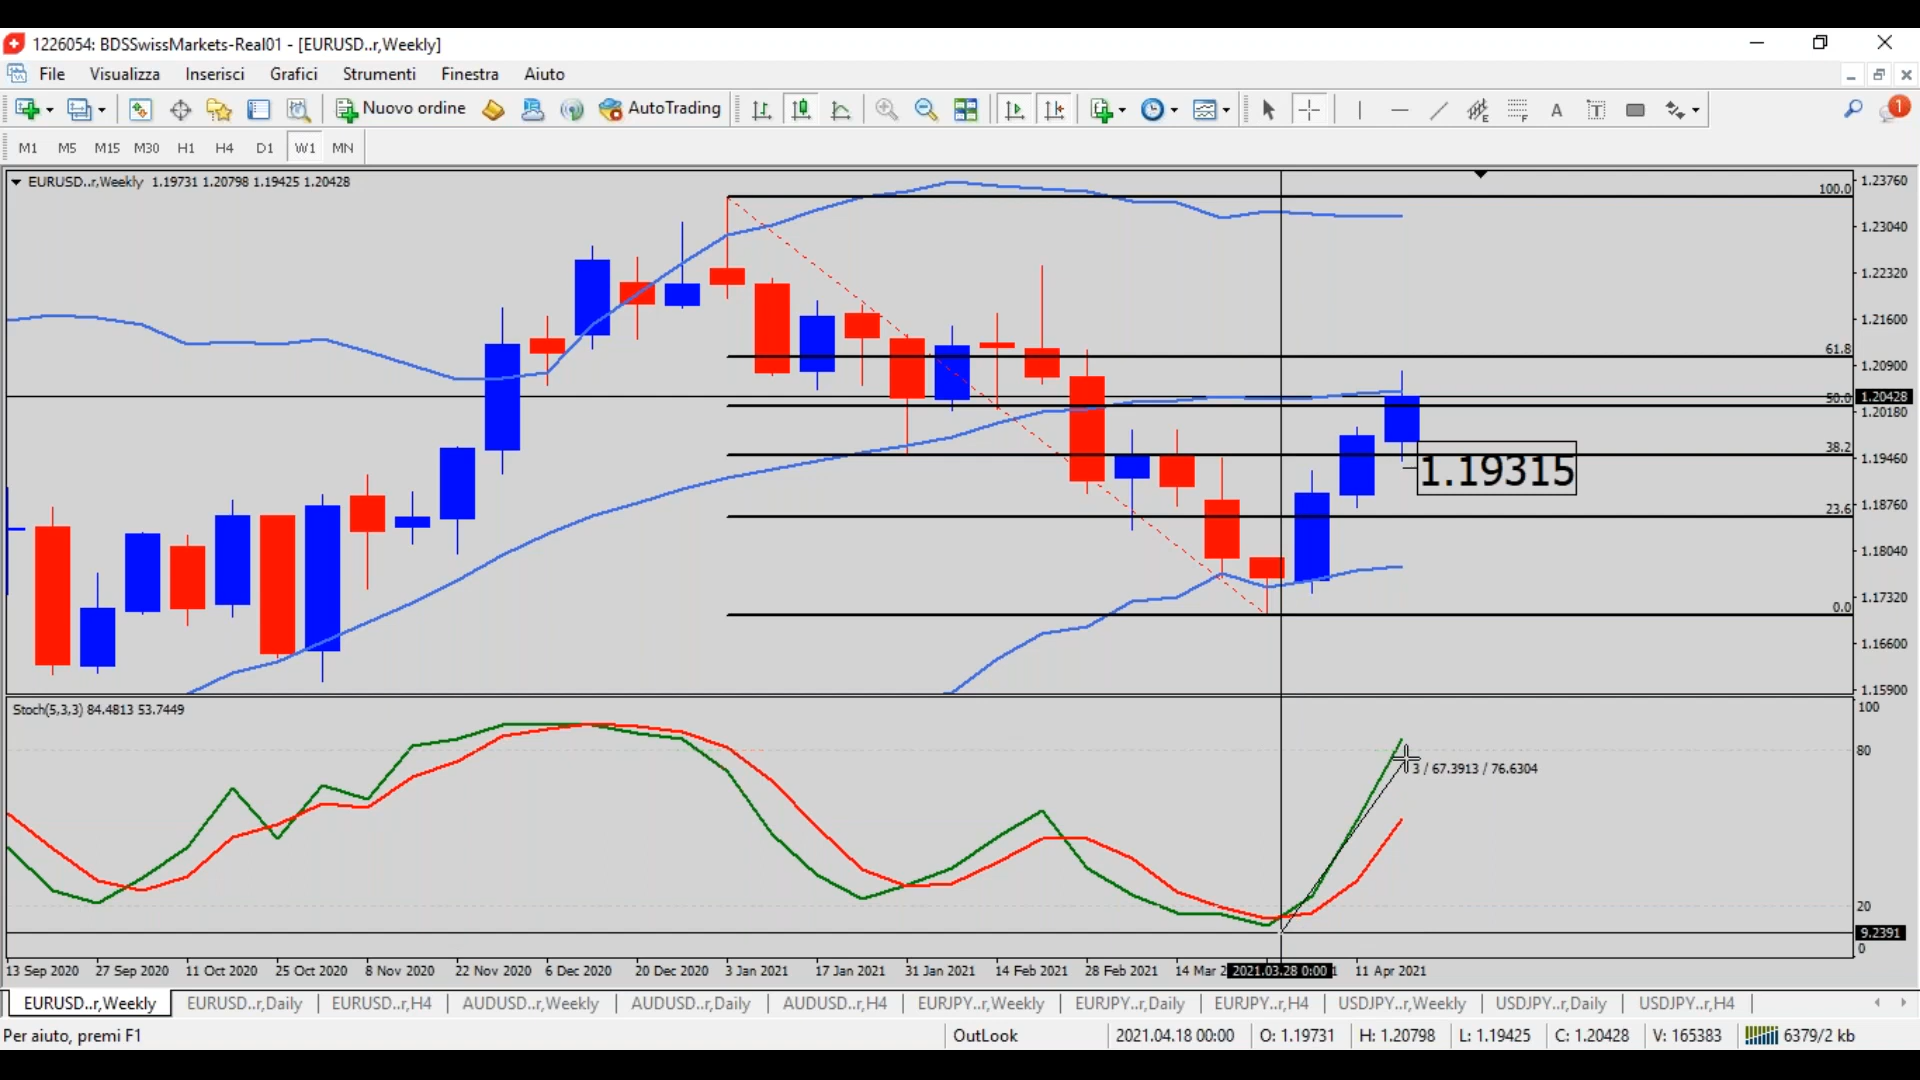 1226054: BDSSwissMarkets-Real01 - [EURUSD..r,Weekly]
File Visualizza Inserisci Grafici Strumenti Finestra Aiuto
Nuovo ordine AutoTrading A T E F 1
M1 M5 M15 M30 H1 H4 D1 W1 MN
EURUSD..r,Weekly 1.19731 1.20798 1.19425 1.20428
1.23760
100.0
1.23040
1.22320
1.21600
61.8
1.20900
50.0
1.20428
1.20180
38.2
1.19460
1.19315
23.6
1.18760
1.18040
1.17320
0.0
1.16600
1.15900
Stoch(5,3,3) 84.4813 53.7449
100
80
3 / 67.3913 / 76.6304
20
9.2391
0
13 Sep 2020 27 Sep 2020 11 Oct 2020 25 Oct 2020 8 Nov 2020 22 Nov 2020 6 Dec 2020 20 Dec 2020 3 Jan 2021 17 Jan 2021 31 Jan 2021 14 Feb 2021 28 Feb 2021 14 Mar 2 2021.03.28 0:00 1 11 Apr 2021
EURUSD..r,Weekly EURUSD..r,Daily EURUSD..r,H4 AUDUSD..r,Weekly AUDUSD..r,Daily AUDUSD..r,H4 EURJPY..r,Weekly EURJPY..r,Daily EURJPY..r,H4 USDJPY..r,Weekly USDJPY..r,Daily USDJPY..r,H4
Per aiuto, premi F1 OutLook 2021.04.18 00:00 O: 1.19731 H: 1.20798 L: 1.19425 C: 1.20428 V: 165383 6379/2 kb